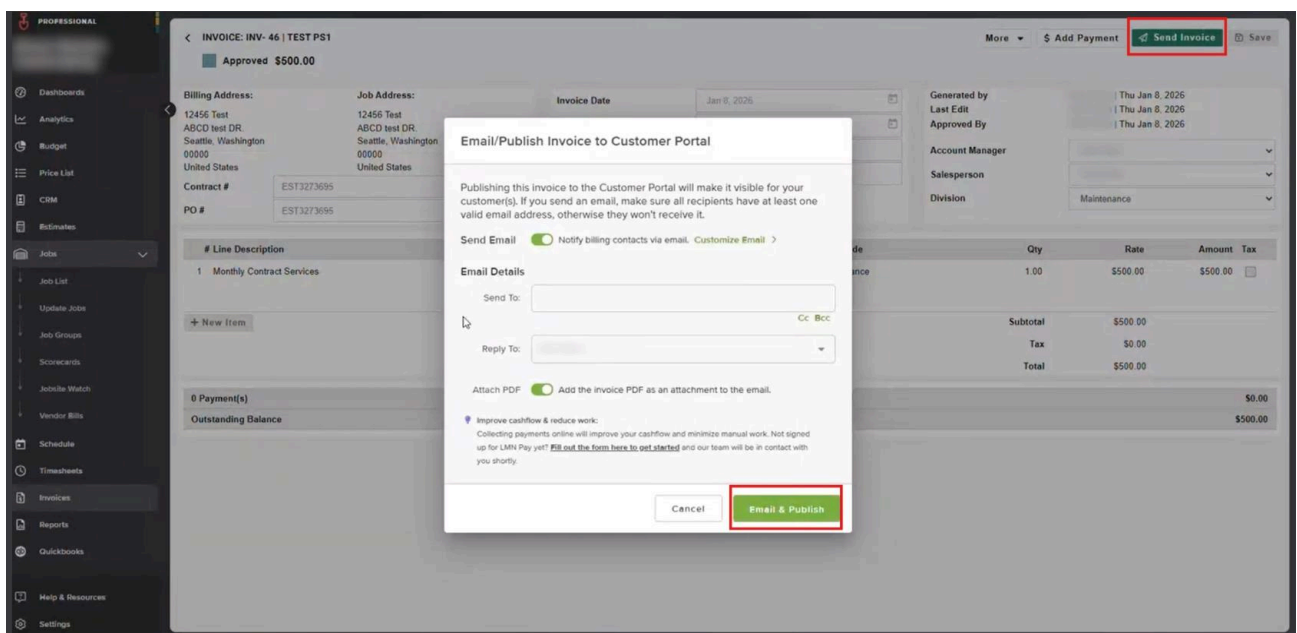 PROFESSIONAL
Dashboards
Analytics
Budget
Price List
CRM
Estimates
Jobs
Job List
Update Jobs
Job Groups
Scorecards
Jobsite Watch
Vendor Bills
Schedule
Timesheets
Invoices
Reports
Quickbooks
Help & Resources
Settings
INVOICE: INV- 46 | TEST PS1
More $ Add Payment Send Invoice Save
Approved $500.00
Billing Address:
12456 Test
ABCD test DR.
Seattle, Washington
00000
United States
Job Address:
12456 Test
ABCD test DR.
Seattle, Washington
00000
United States
Contract # EST3273695
PO # EST3273695
Invoice Date Jan 8, 2026
Generated by | Thu Jan 8, 2026
Last Edit | Thu Jan 8, 2026
Approved By | Thu Jan 8, 2026
Account Manager
Salesperson
Division Maintenance
# Line Description de Qty Rate Amount Tax
1 Monthly Contract Services ance 1.00 $500.00 $500.00
+ New Item
Subtotal $500.00
Tax $0.00
Total $500.00
0 Payment(s) $0.00
Outstanding Balance $500.00
Email/Publish Invoice to Customer Portal
Publishing this invoice to the Customer Portal will make it visible for your
customer(s). If you send an email, make sure all recipients have at least one
valid email address, otherwise they won't receive it.
Send Email Notify billing contacts via email. Customize Email >
Email Details
Send To:
Cc Bcc
Reply To:
Attach PDF Add the invoice PDF as an attachment to the email.
Improve cashflow & reduce work:
Collecting payments online will improve your cashflow and minimize manual work. Not signed
up for LMN Pay yet? Fill out the form here to get started and our team will be in contact with
you shortly.
Cancel Email & Publish